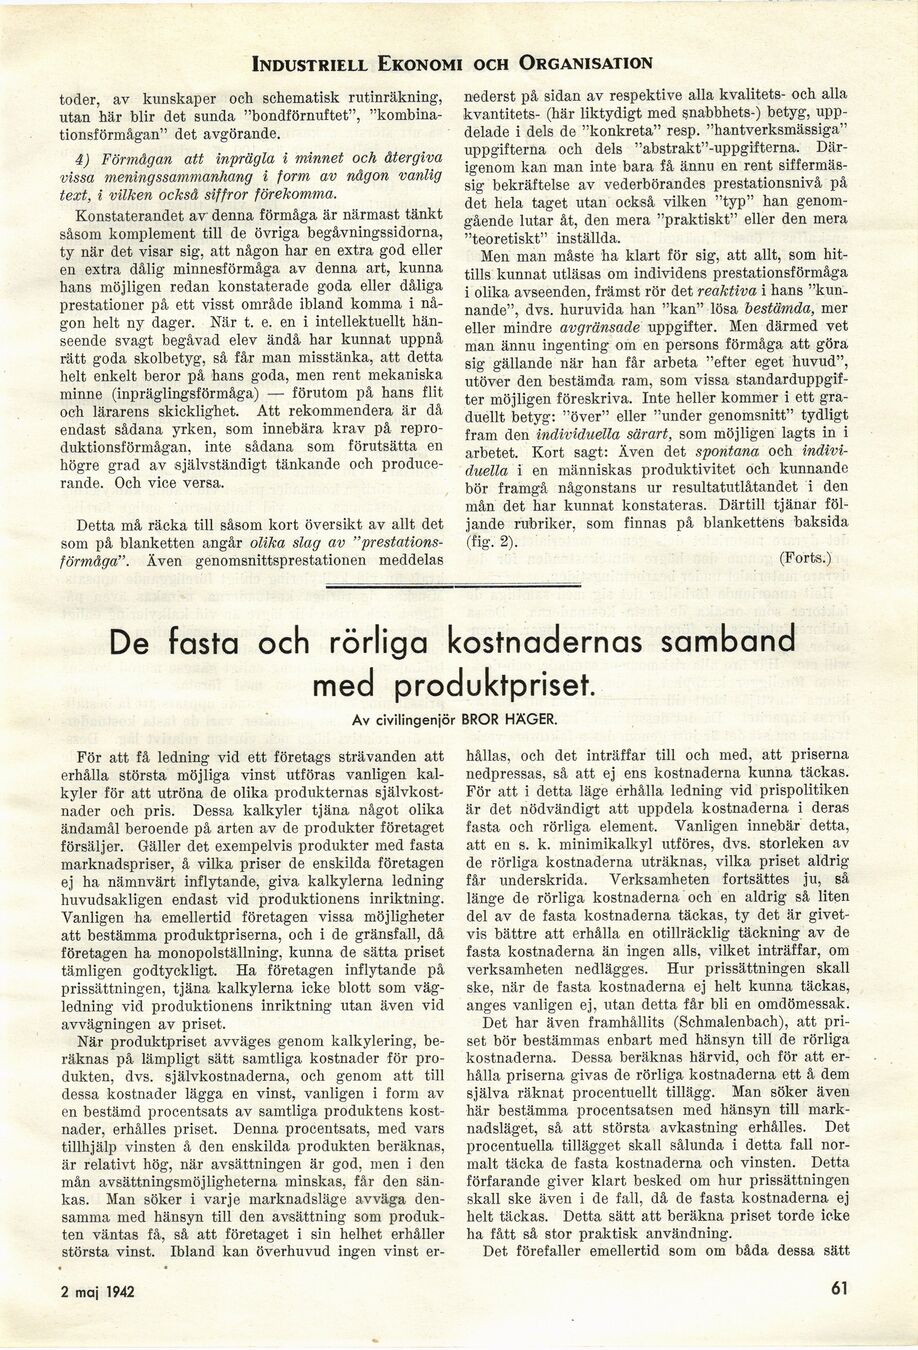 INDUSTRIELL EKONOMI OCH ORGANISATION
toder, av kunskaper och schematisk rutinräkning,
utan här blir det sunda ”bondförnuftet”, ”kombina-
tionsförmågan” det avgörande.
4) Förmågan att inprägla i minnet och återgiva
vissa meningssammanhang i form av någon vanlig
text, i vilken också siffror förekomma.
Konstaterandet av denna förmåga är närmast tänkt
såsom komplement till de övriga begåvningssidorna,
ty när det visar sig, att någon har en extra god eller
en extra dålig minnesförmåga av denna art, kunna
hans möjligen redan konstaterade goda eller dåliga
prestationer på ett visst område ibland komma i nå-
gon helt ny dager. När t. e. en i intellektuellt hän-
seende svagt begåvad elev ändå har kunnat uppnå
rätt goda skolbetyg, så får man misstänka, att detta
helt enkelt beror på hans goda, men rent mekaniska
minne (inpräglingsförmåga) — förutom på hans flit
och lärarens skicklighet. Att rekommendera är då
endast sådana yrken, som innebära krav på repro-
duktionsförmågan, inte sådana som förutsätta en
högre grad av självständigt tänkande och produce-
rande. Och vice versa.
Detta må räcka till såsom kort översikt av allt det
som på blanketten angår olika slag av ”prestations-
förmåga”. Även genomsnittsprestationen meddelas
nederst på sidan av respektive alla kvalitets- och alla
kvantitets- (här liktydigt med snabbhets-) betyg, upp-
delade i dels de ”konkreta” resp. ”hantverksmässiga”
uppgifterna och dels ”abstrakt”-uppgifterna. Där-
igenom kan man inte bara få ännu en rent siffermäs-
sig bekräftelse av vederbörandes prestationsnivå på
det hela taget utan också vilken ”typ” han genom-
gående lutar åt, den mera ”praktiskt” eller den mera
”teoretiskt” inställda.
Men man måste ha klart för sig, att allt, som hit-
tills kunnat utläsas om individens prestationsförmåga
i olika avseenden, främst rör det reaktiva i hans ”kun-
nande”, dvs. huruvida han ”kan” lösa bestämda, mer
eller mindre avgränsade uppgifter. Men därmed vet
man ännu ingenting om en persons förmåga att göra
sig gällande när han får arbeta ”efter eget huvud”,
utöver den bestämda ram, som vissa standarduppgif-
ter möjligen föreskriva. Inte heller kommer i ett gra-
duellt betyg: ”över” eller ”under genomsnitt” tydligt
fram den individuella särart, som möjligen lagts in i
arbetet. Kort sagt: Även det spontana och indivi-
duella i en människas produktivitet och kunnande
bör framgå någonstans ur resultatutlåtandet i den
mån det har kunnat konstateras. Därtill tjänar föl-
jande rubriker, som finnas på blankettens baksida
(fig. 2).
(Forts.)
De fasta och rörliga kostnadernas samband
med produktpriset.
Av civilingenjör BROR HÄGER.
För att få ledning vid ett företags strävanden att
erhålla största möjliga vinst utföras vanligen kal-
kyler för att utröna de olika produkternas självkost-
nader och pris. Dessa kalkyler tjäna något olika
ändamål beroende på arten av de produkter företaget
försäljer. Gäller det exempelvis produkter med fasta
marknadspriser, å vilka priser de enskilda företagen
ej ha nämnvärt inflytande, giva kalkylerna ledning
huvudsakligen endast vid produktionens inriktning.
Vanligen ha emellertid företagen vissa möjligheter
att bestämma produktpriserna, och i de gränsfall, då
företagen ha monopolställning, kunna de sätta priset
tämligen godtyckligt. Ha företagen inflytande på
prissättningen, tjäna kalkylerna icke blott som väg-
ledning vid produktionens inriktning utan även vid
avvägningen av priset.
När produktpriset avväges genom kalkylering, be-
räknas på lämpligt sätt samtliga kostnader för pro-
dukten, dvs. självkostnaderna, och genom att till
dessa kostnader lägga en vinst, vanligen i form av
en bestämd procentsats av samtliga produktens kost-
nader, erhålles priset. Denna procentsats, med vars
tillhjälp vinsten å den enskilda produkten beräknas,
är relativt hög, när avsättningen är god, men i den
mån avsättningsmöjligheterna minskas, får den sän-
kas. Man söker i varje marknadsläge avväga den-
samma med hänsyn till den avsättning som produk-
ten väntas få, så att företaget i sin helhet erhåller
största vinst. Ibland kan överhuvud ingen vinst er-
hållas, och det inträffar till och med, att priserna
nedpressas, så att ej ens kostnaderna kunna täckas.
För att i detta läge erhålla ledning vid prispolitiken
är det nödvändigt att uppdela kostnaderna i deras
fasta och rörliga element. Vanligen innebär detta,
att en s. k. minimikalkyl utföres, dvs. storleken av
de rörliga kostnaderna uträknas, vilka priset aldrig
får underskrida. Verksamheten fortsättes ju, så
länge de rörliga kostnaderna och en aldrig så liten
del av de fasta kostnaderna täckas, ty det är givet-
vis bättre att erhålla en otillräcklig täckning av de
fasta kostnaderna än ingen alls, vilket inträffar, om
verksamheten nedlägges. Hur prissättningen skall
ske, när de fasta kostnaderna ej helt kunna täckas,
anges vanligen ej, utan detta får bli en omdömessak.
Det har även framhållits (Schmalenbach), att pri-
set bör bestämmas enbart med hänsyn till de rörliga
kostnaderna. Dessa beräknas härvid, och för att er-
hålla priserna givas de rörliga kostnaderna ett å dem
själva räknat procentuellt tillägg. Man söker även
här bestämma procentsatsen med hänsyn till mark-
nadsläget, så att största avkastning erhålles. Det
procentuella tillägget skall sålunda i detta fall nor-
malt täcka de fasta kostnaderna och vinsten. Detta
förfarande giver klart besked om hur prissättningen
skall ske även i de fall, då de fasta kostnaderna ej
helt täckas. Detta sätt att beräkna priset torde icke
ha fått så stor praktisk användning.
Det förefaller emellertid som om båda dessa sätt
2 maj 1942
61